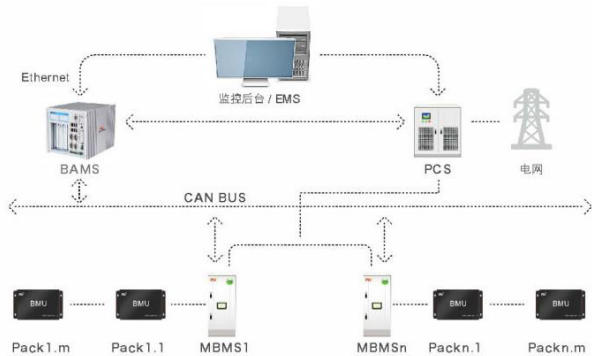 Ethernet
监控后台 / EMS
BAMS
PCS
电网
CAN BUS
BMU
BMU
BMU
BMU
Pack1.m
Pack1.1
MBMS1
MBMSn
Packn.1
Packn.m